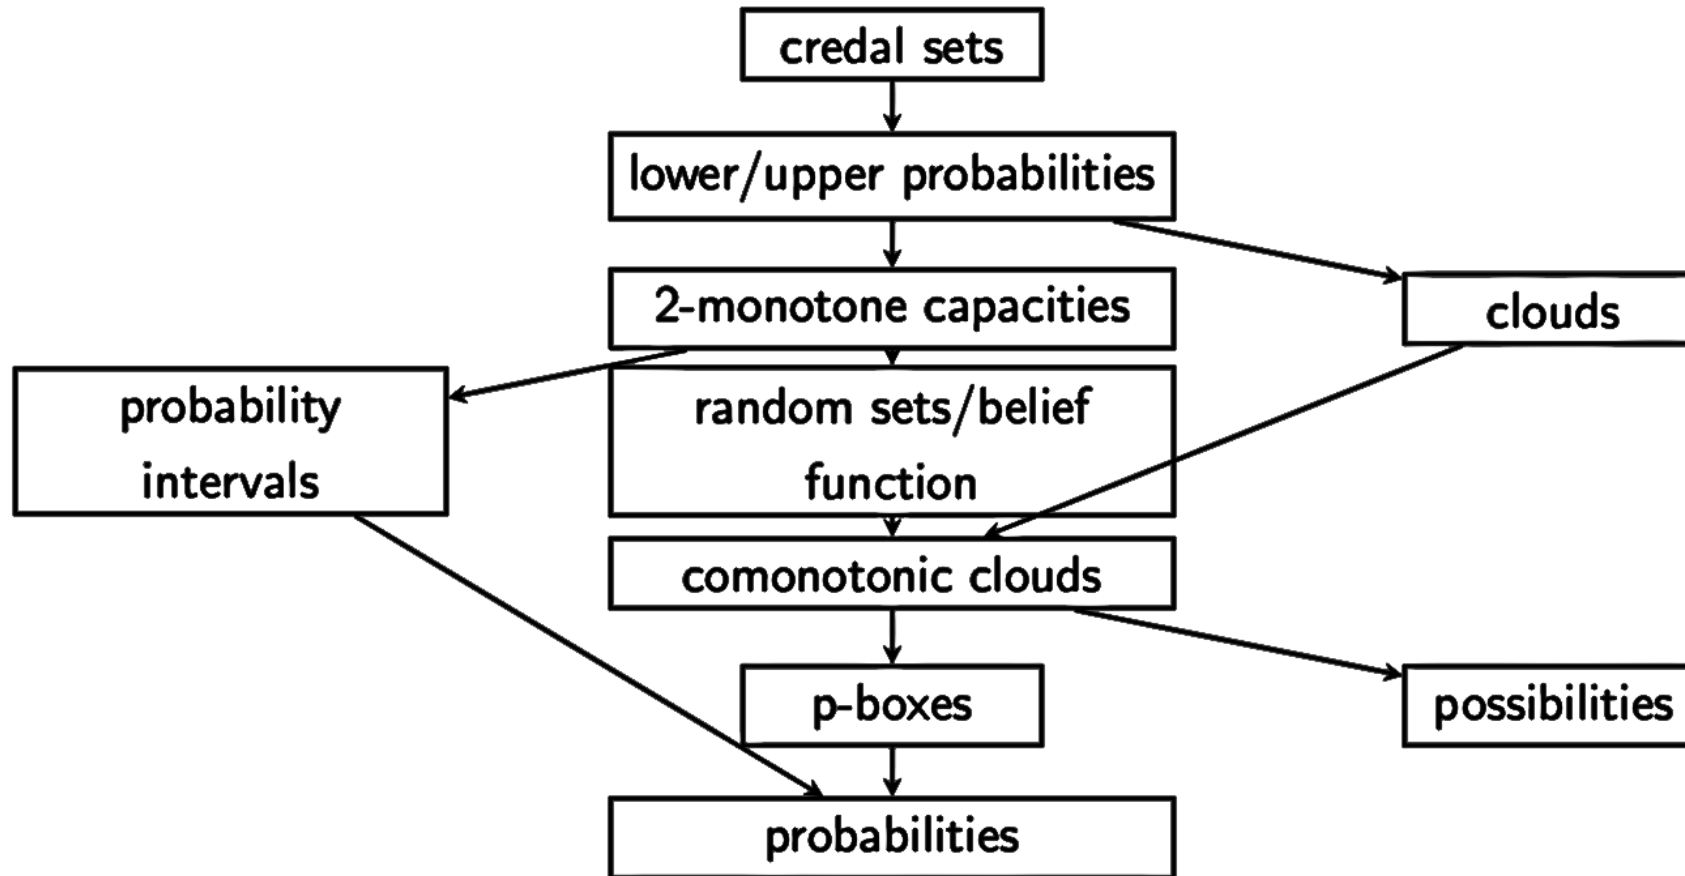 credal sets
lower/upper probabilities
2-monotone capacities
clouds
probability
intervals
random sets/belief
function
comonotonic clouds
p-boxes
possibilities
probabilities